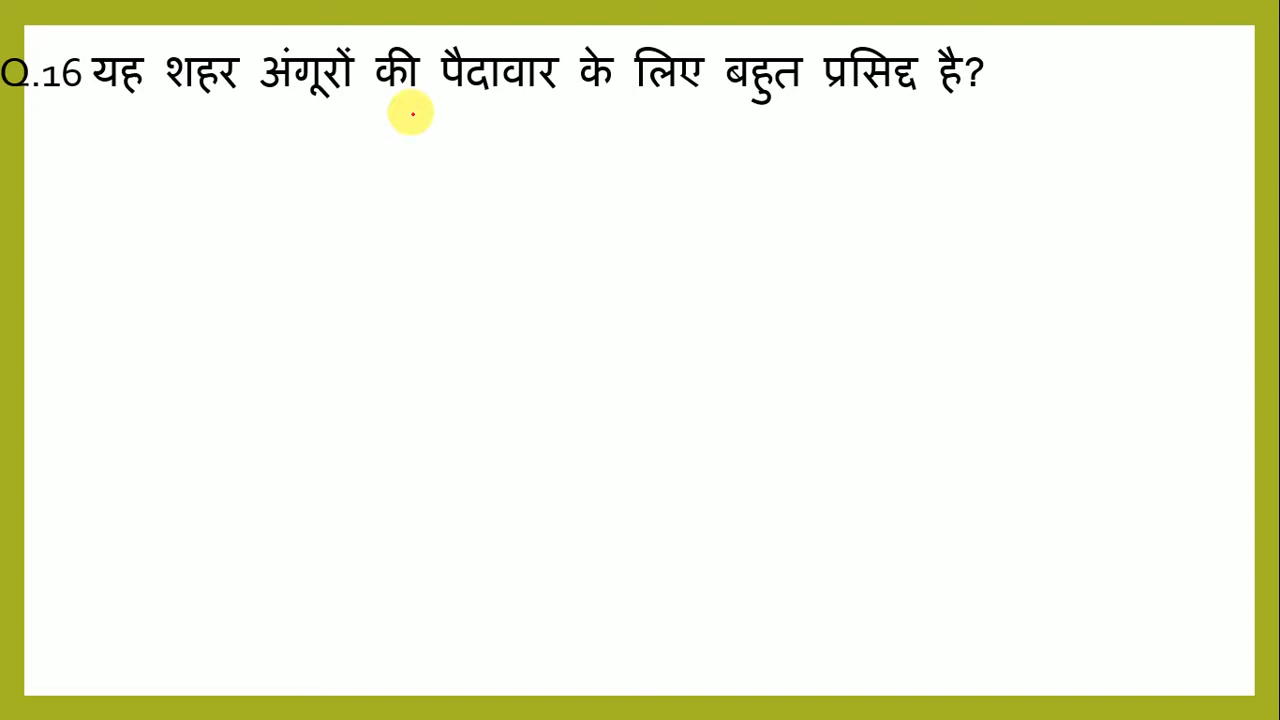 Q.16 यह शहर अंगूरों की पैदावार के लिए बहुत प्रसिद्द है?